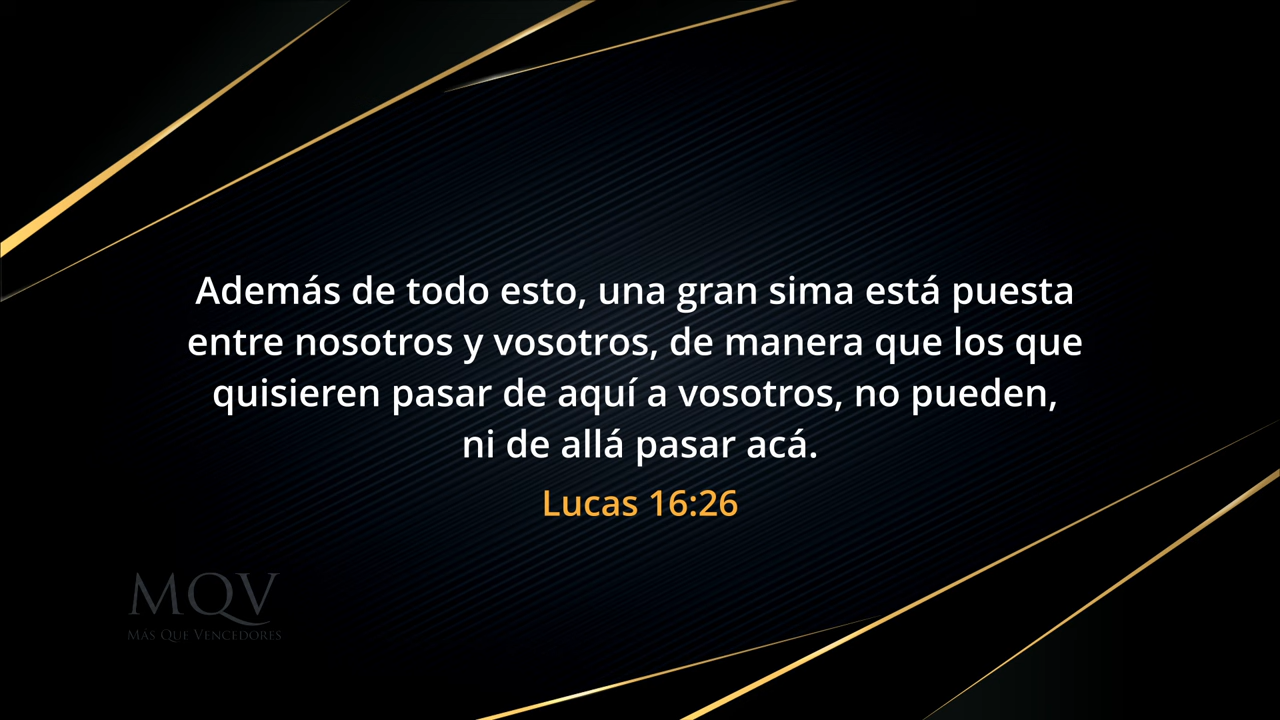 Además de todo esto, una gran sima está puesta
entre nosotros y vosotros, de manera que los que
quisieren pasar de aquí a vosotros, no pueden,
ni de allá pasar acá.
Lucas 16:26
MQV
Más Que Vencedores